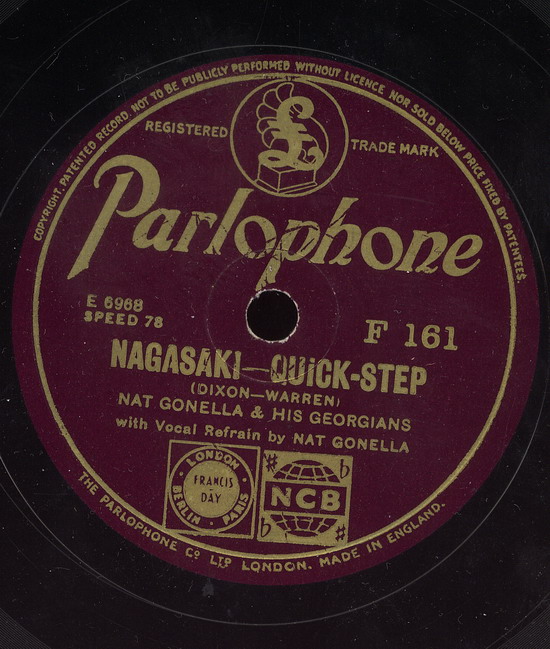 COPYRIGHT. PATENTED RECORD. NOT TO BE PUBLICLY PERFORMED WITHOUT LICENCE, NOR SOLD BELOW PRICE FIXED BY PATENTEES.
REGISTERED
£
TRADE MARK
Parlophone
E 6968
SPEED 78
F 161
NAGASAKI—QUICK-STEP
(DIXON—WARREN)
NAT GONELLA & HIS GEORGIANS
with Vocal Refrain by NAT GONELLA
LONDON
FRANCIS
DAY
BERLIN • PARIS
♯ ♭
NCB
♭ ♯
THE PARLOPHONE Cº LTD LONDON. MADE IN ENGLAND.